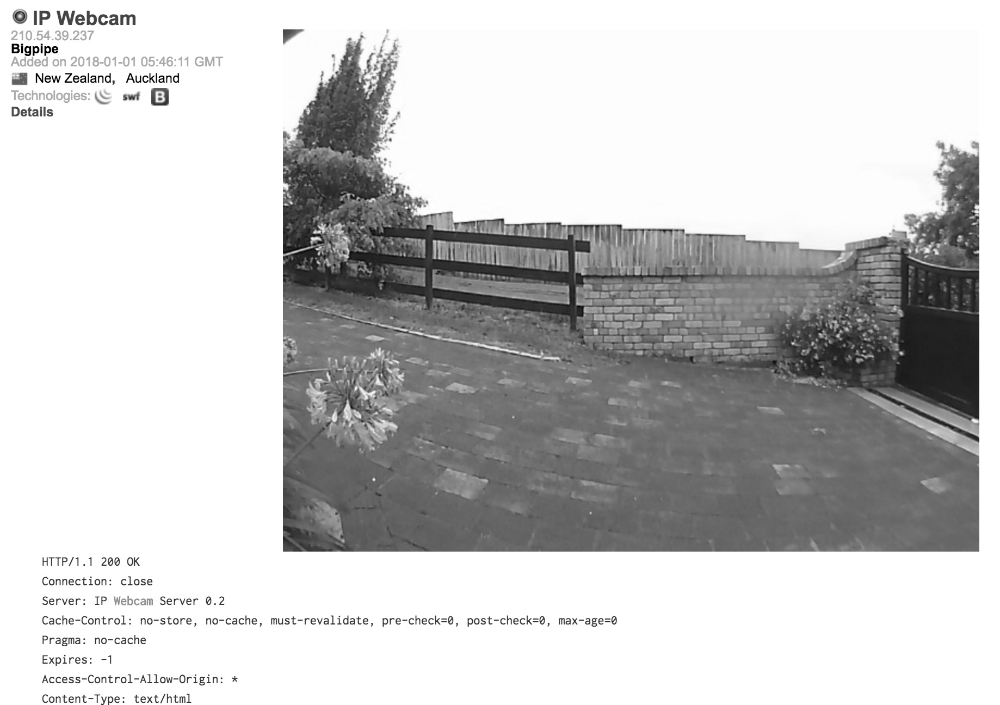 IP Webcam
210.54.39.237
Bigpipe
Added on 2018-01-01 05:46:11 GMT
New Zealand, Auckland
Technologies: swf B
Details
HTTP/1.1 200 OK
Connection: close
Server: IP Webcam Server 0.2
Cache-Control: no-store, no-cache, must-revalidate, pre-check=0, post-check=0, max-age=0
Pragma: no-cache
Expires: -1
Access-Control-Allow-Origin: *
Content-Type: text/html